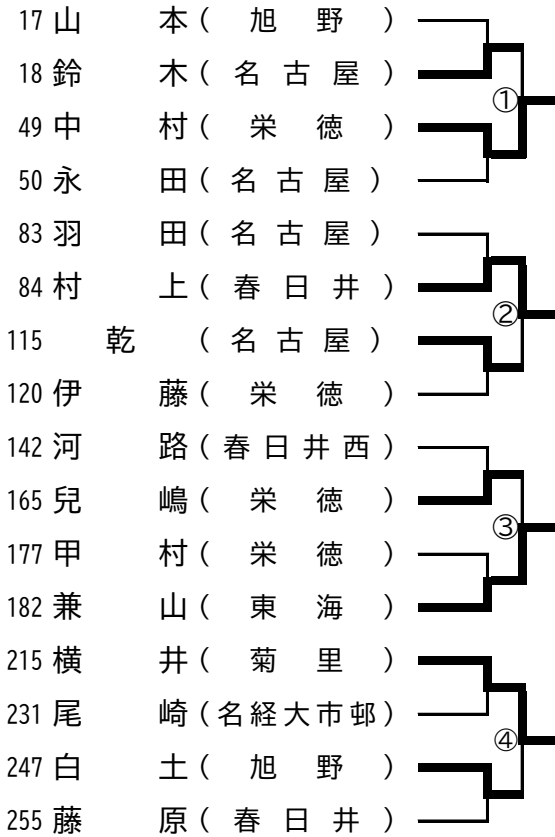 17 山本(旭野)
18 鈴木(名古屋)
①
49 中村(栄徳)
50 永田(名古屋)
83 羽田(名古屋)
84 村上(春日井)
②
115 乾(名古屋)
120 伊藤(栄徳)
142 河路(春日井西)
165 兒嶋(栄徳)
③
177 甲村(栄徳)
182 兼山(東海)
215 横井(菊里)
231 尾崎(名経大市邨)
④
247 白土(旭野)
255 藤原(春日井)